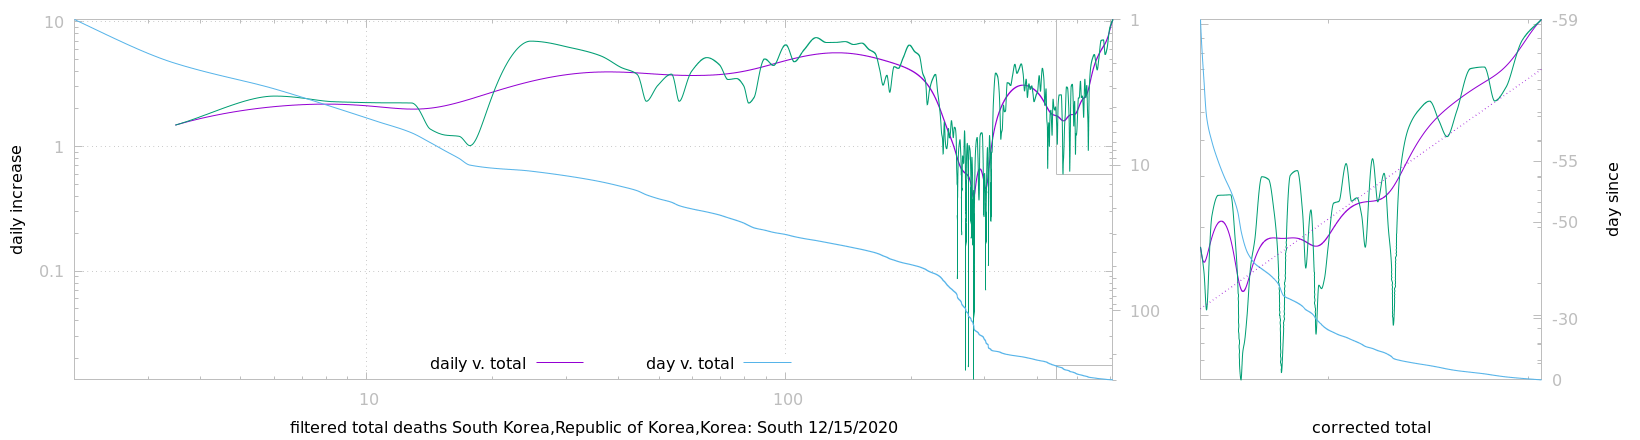 10
1
0.1
daily increase
1
10
100
10
100
daily v. total
day v. total
filtered total deaths South Korea,Republic of Korea,Korea: South 12/15/2020
-59
-55
-50
-30
0
day since
corrected total